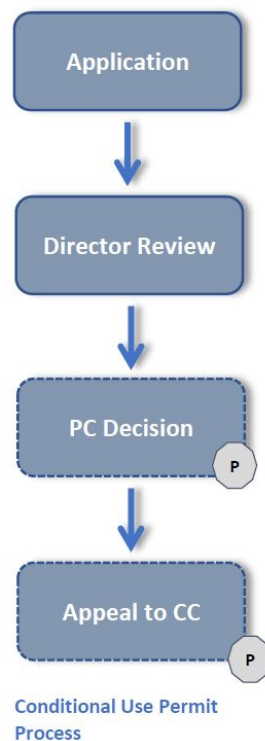 Application
Director Review
PC Decision
P
Appeal to CC
P
Conditional Use Permit
Process